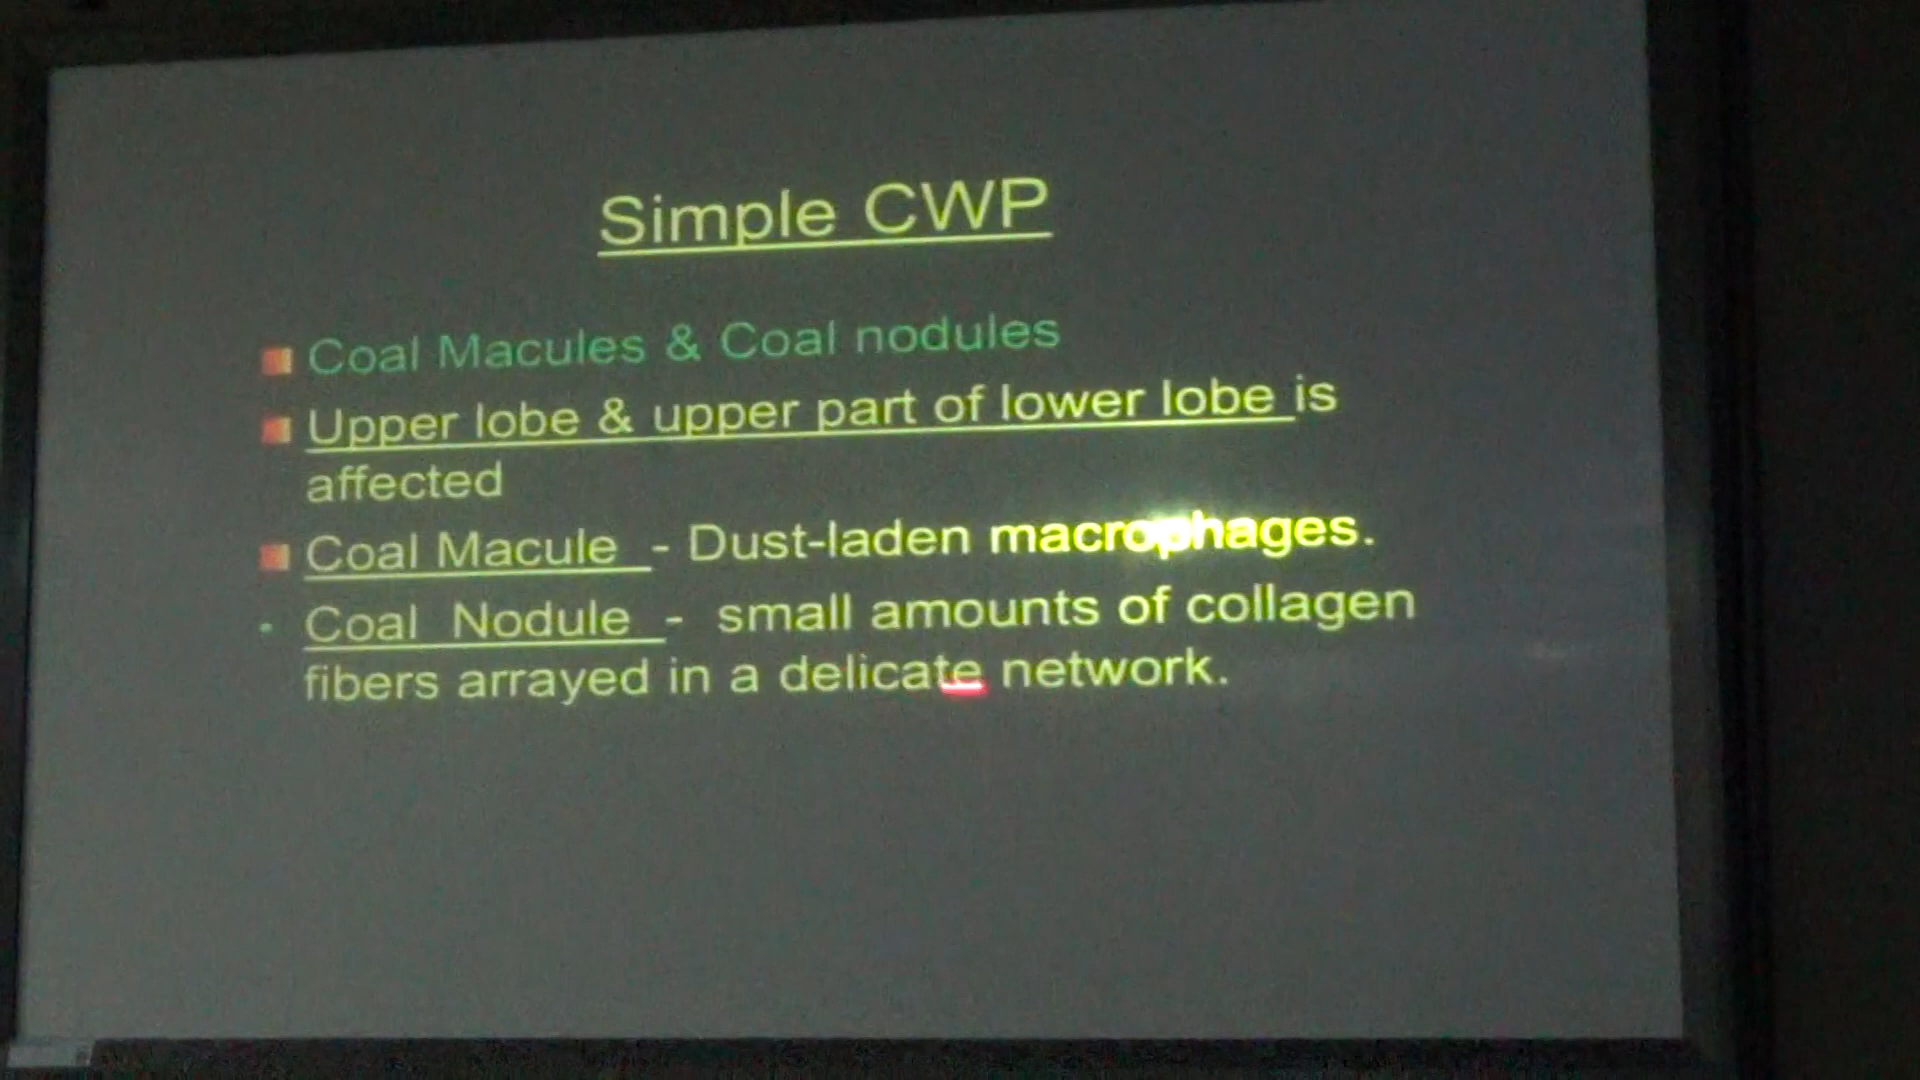 Simple CWP
Coal Macules & Coal nodules
Upper lobe & upper part of lower lobe is
affected
Coal Macule - Dust-laden macrophages.
Coal Nodule - small amounts of collagen
fibers arrayed in a delicate network.